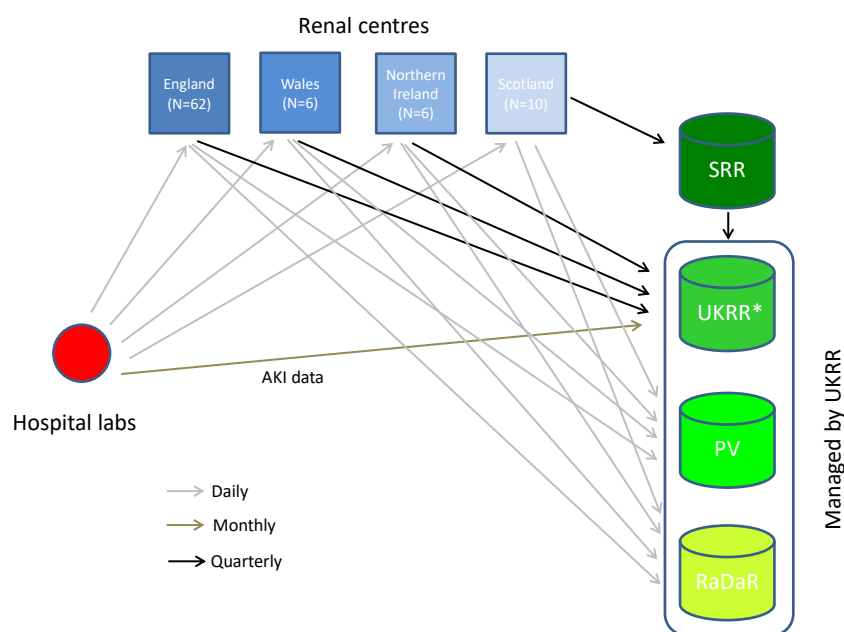 Renal centres
England
(N=62)
Wales
(N=6)
Northern
Ireland
(N=6)
Scotland
(N=10)
SRR
UKRR*
PV
RaDaR
Managed by UKRR
AKI data
Hospital labs
Daily
Monthly
Quarterly